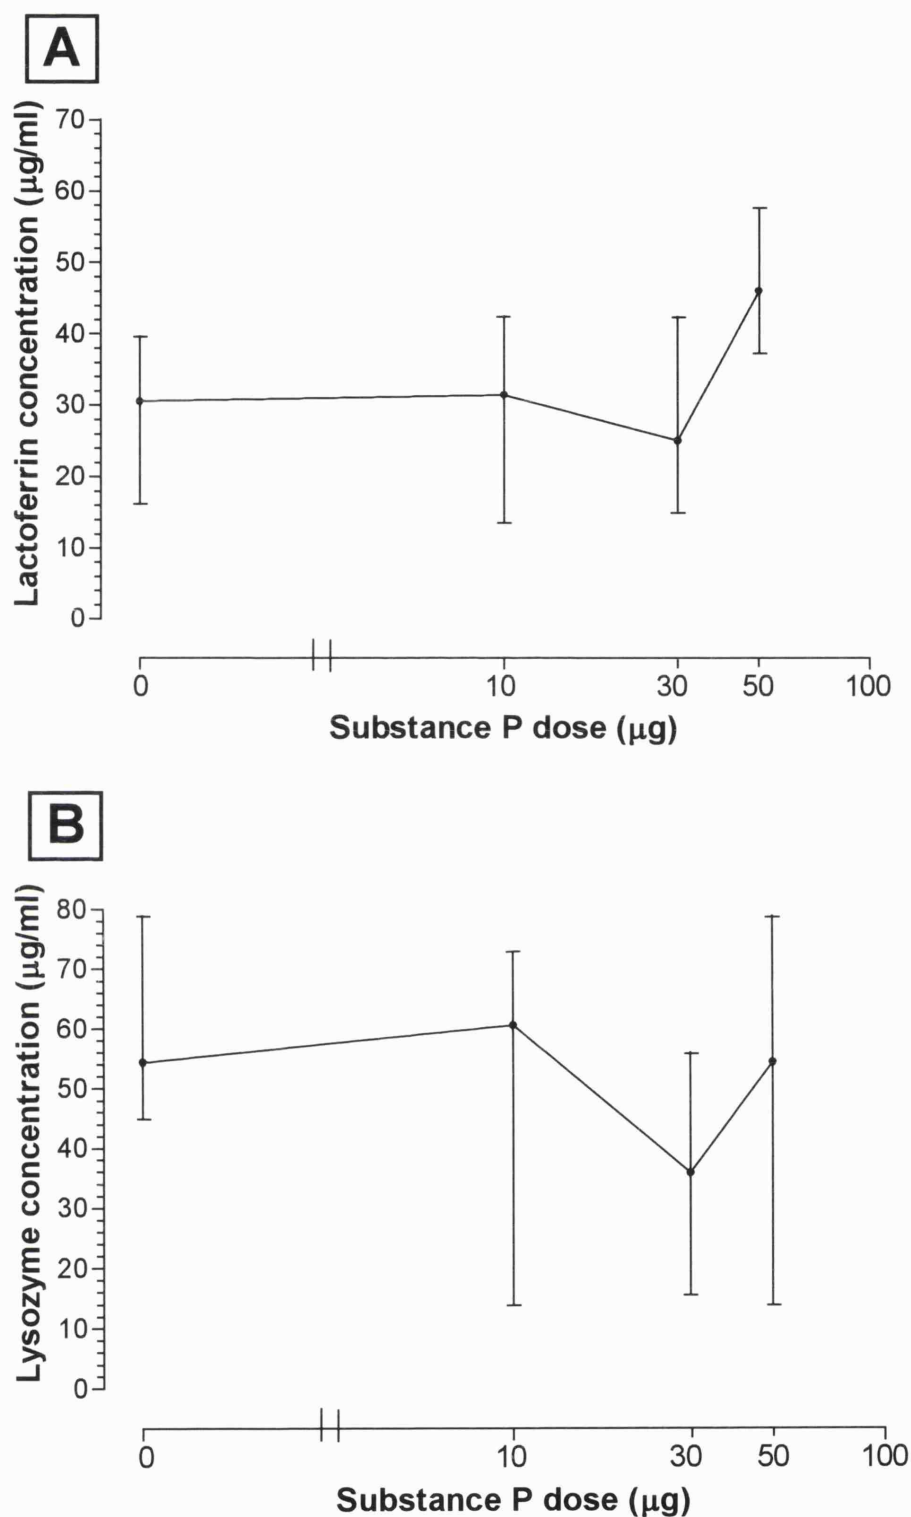 A
Lactoferrin concentration (μg/ml)
70
60
50
40
30
20
10
0
0 10 30 50 100
Substance P dose (μg)
B
Lysozyme concentration (μg/ml)
80
70
60
50
40
30
20
10
0
0 10 30 50 100
Substance P dose (μg)